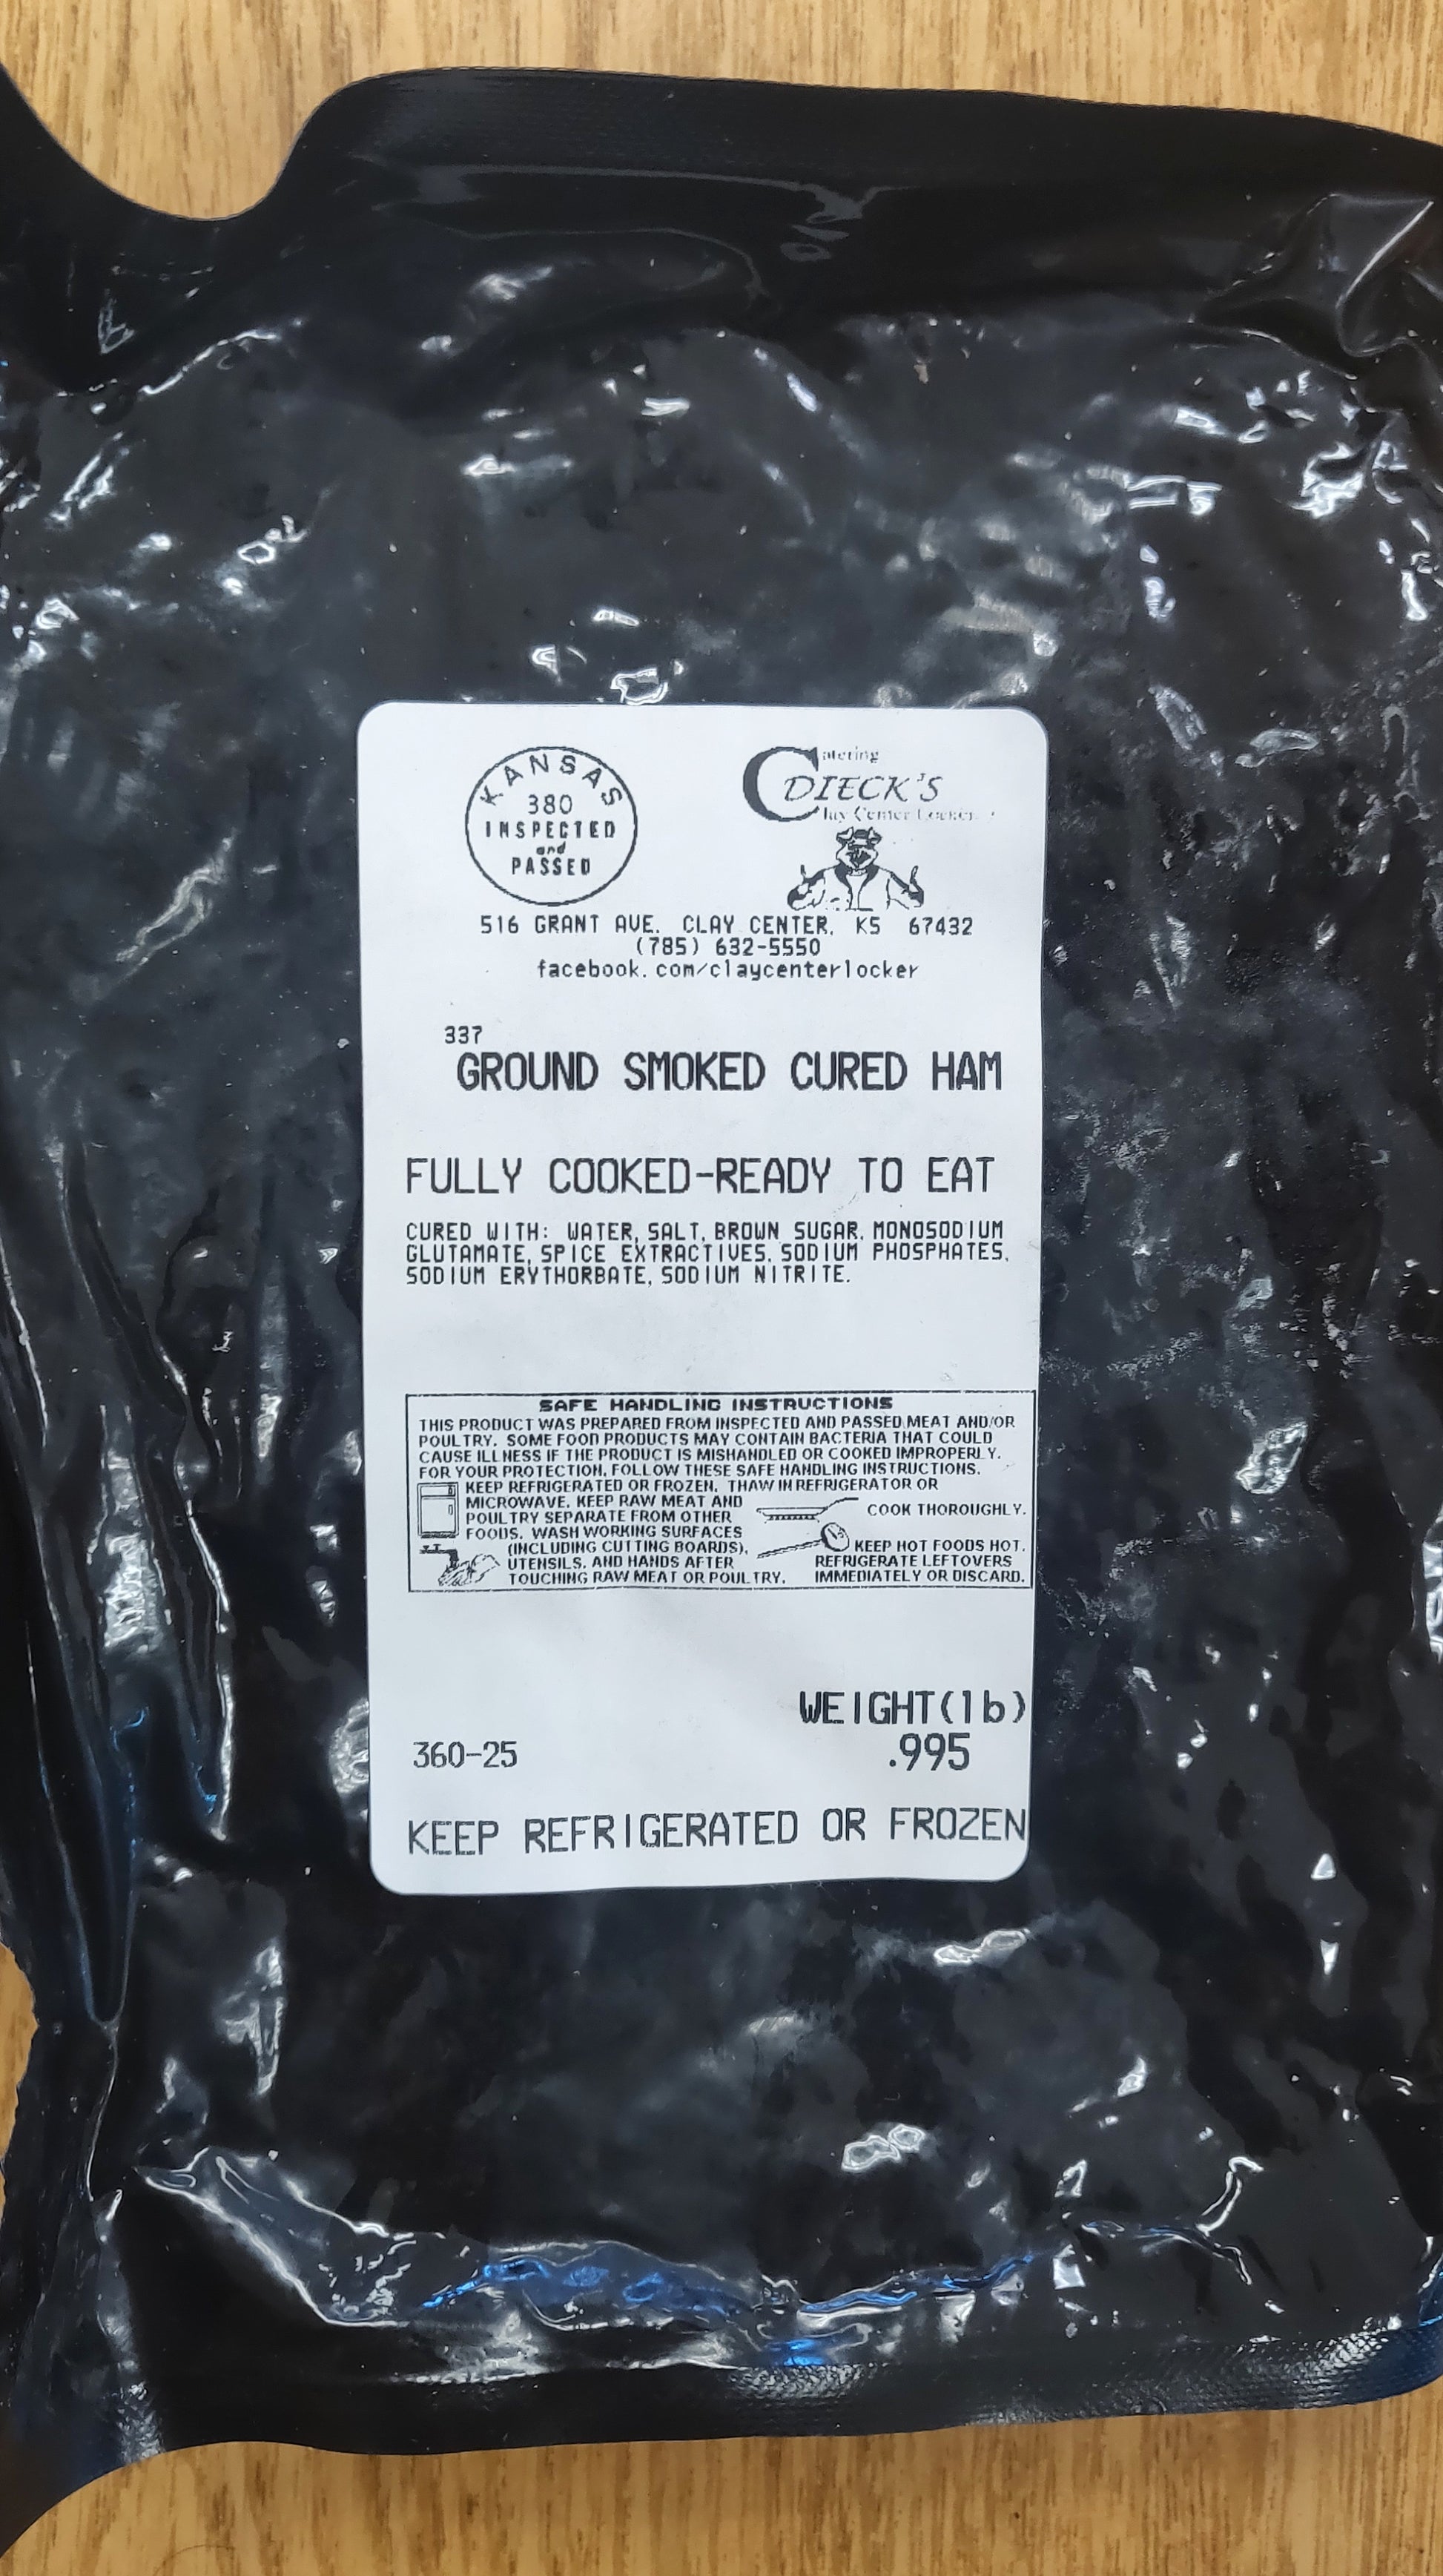 KANSAS
380
INSPECTED
and
PASSED
Catering
DIECK'S
Clay Center Locker
516 GRANT AVE. CLAY CENTER, KS 67432
(785) 632-5550
facebook.com/claycenterlocker
337
GROUND SMOKED CURED HAM
FULLY COOKED-READY TO EAT
CURED WITH: WATER, SALT, BROWN SUGAR, MONOSODIUM
GLUTAMATE, SPICE EXTRACTIVES, SODIUM PHOSPHATES,
SODIUM ERYTHORBATE, SODIUM NITRITE.
SAFE HANDLING INSTRUCTIONS
THIS PRODUCT WAS PREPARED FROM INSPECTED AND PASSED MEAT AND/OR
POULTRY. SOME FOOD PRODUCTS MAY CONTAIN BACTERIA THAT COULD
CAUSE ILLNESS IF THE PRODUCT IS MISHANDLED OR COOKED IMPROPERLY.
FOR YOUR PROTECTION, FOLLOW THESE SAFE HANDLING INSTRUCTIONS.
KEEP REFRIGERATED OR FROZEN. THAW IN REFRIGERATOR OR
MICROWAVE. KEEP RAW MEAT AND
POULTRY SEPARATE FROM OTHER
FOODS. WASH WORKING SURFACES
(INCLUDING CUTTING BOARDS),
UTENSILS, AND HANDS AFTER
TOUCHING RAW MEAT OR POULTRY.
COOK THOROUGHLY.
KEEP HOT FOODS HOT.
REFRIGERATE LEFTOVERS
IMMEDIATELY OR DISCARD.
WEIGHT(lb)
360-25 .995
KEEP REFRIGERATED OR FROZEN